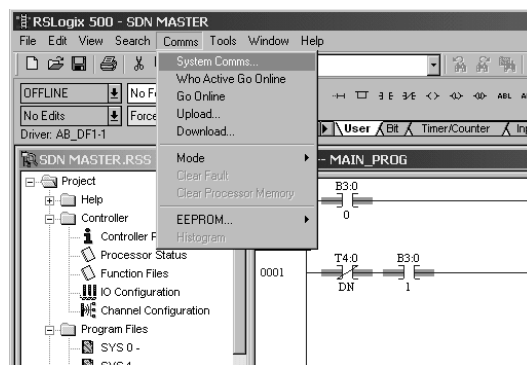 RSLogix 500 - SDN MASTER
File Edit View Search Comms Tools Window Help
System Comms...
Who Active Go Online
Go Online
Upload...
Download...
Mode
Clear Fault
Clear Processor Memory
EEPROM...
Histogram
OFFLINE
No Edits
Force
Driver: AB_DF1-1
ABL
User Bit Timer/Counter
SDN MASTER.RSS
MAIN_PROG
Project
Help
Controller
Controller
Processor Status
Function Files
IO Configuration
Channel Configuration
Program Files
SYS 0 -
B3:0
0
0001
T4:0 B3:0
DN 1